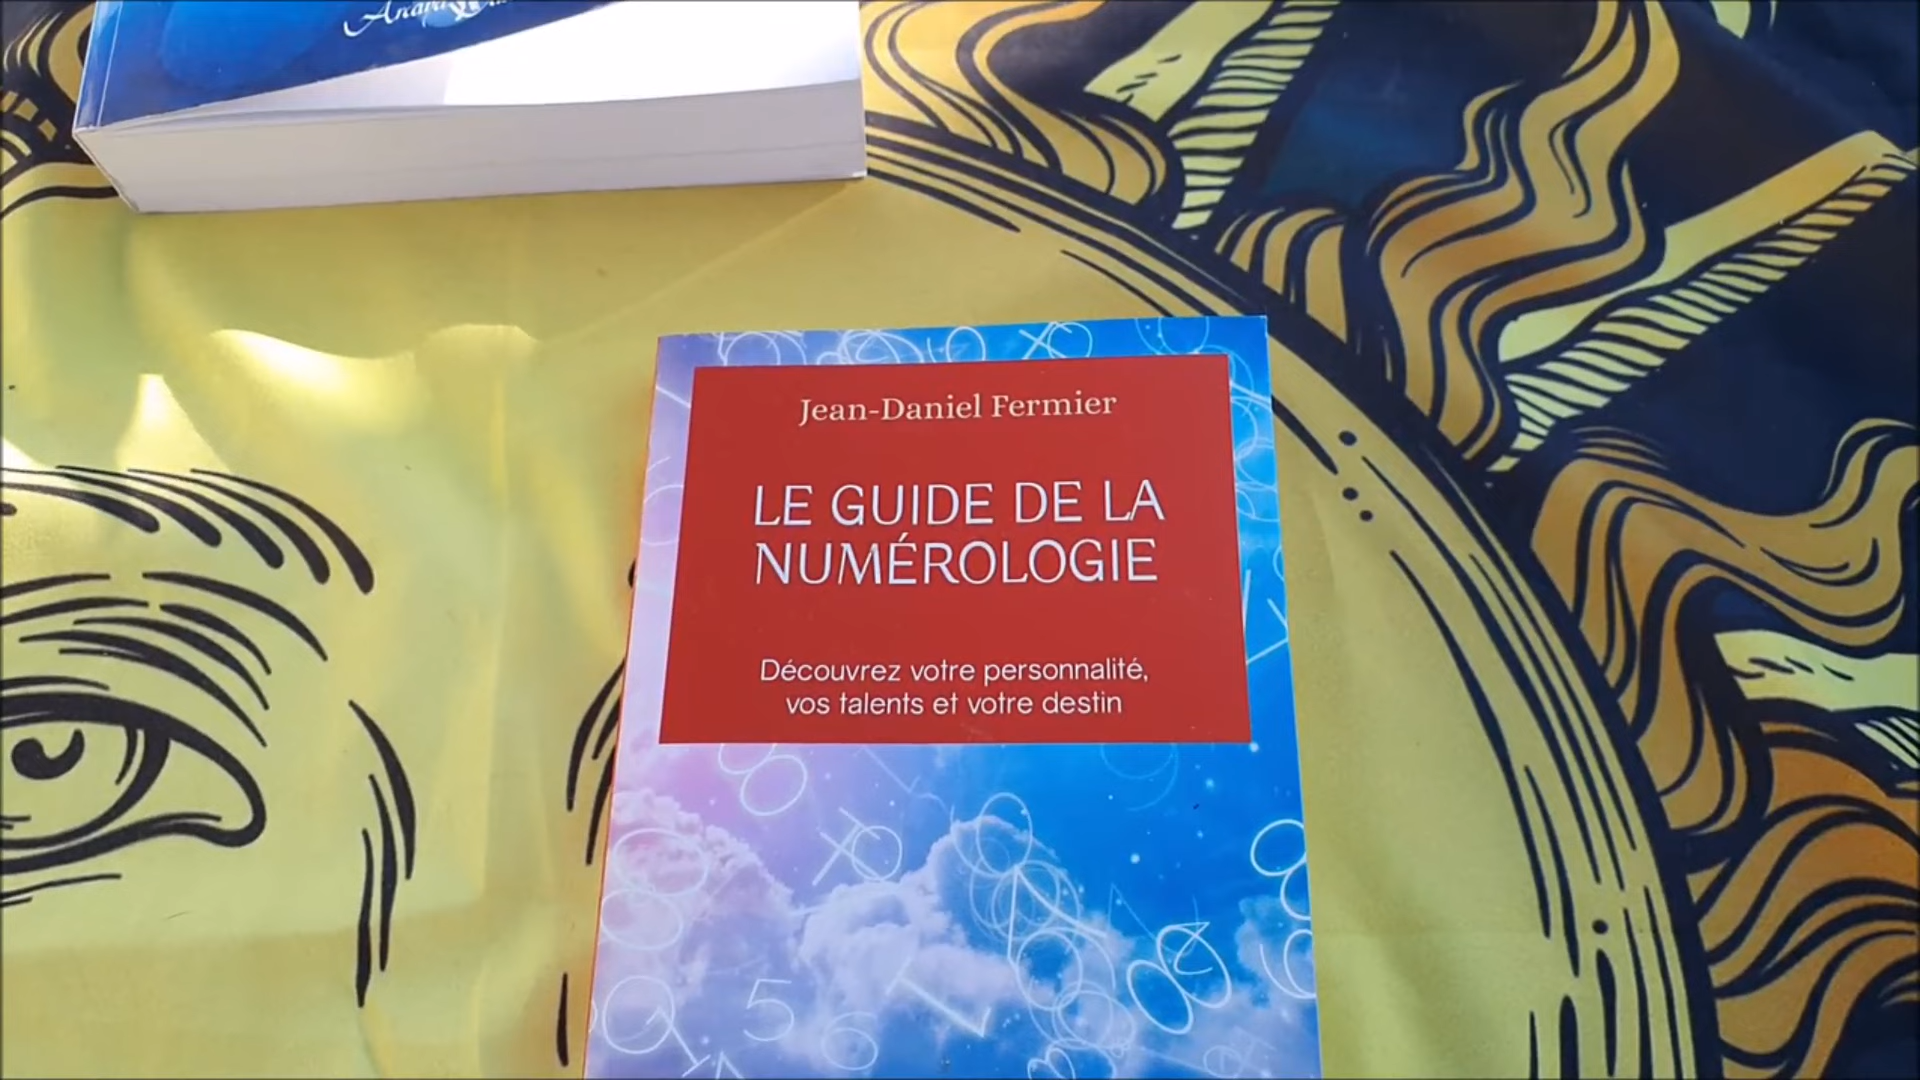 Jean-Daniel Fermier
LE GUIDE DE LA
NUMÉROLOGIE
Découvrez votre personnalité,
vos talents et votre destin